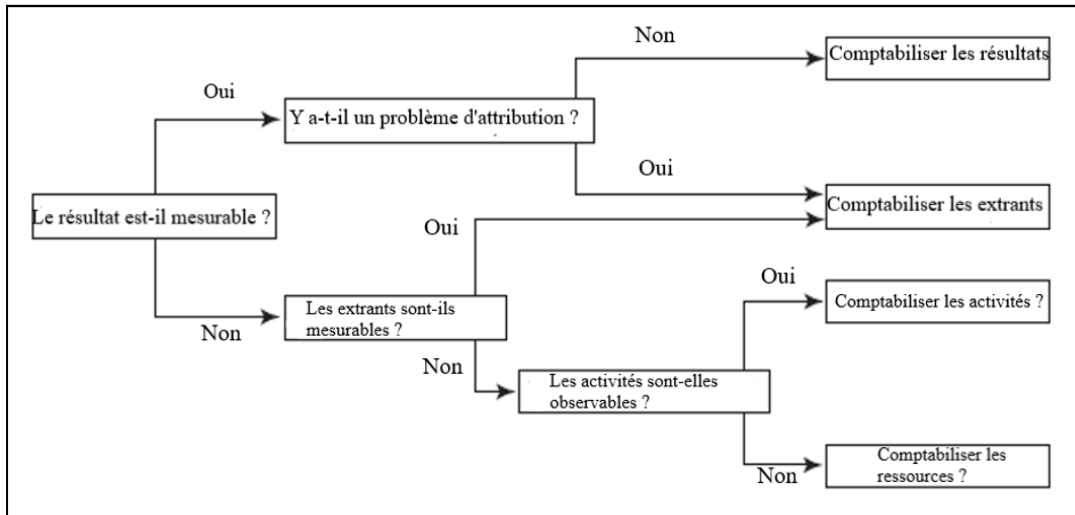 Non
Comptabiliser les résultats
Oui
Y a-t-il un problème d'attribution ?
Oui
Le résultat est-il mesurable ?
Comptabiliser les extrants
Oui
Oui
Les extrants sont-ils
mesurables ?
Comptabiliser les activités ?
Non
Non
Les activités sont-elles
observables ?
Comptabiliser les
ressources ?
Non